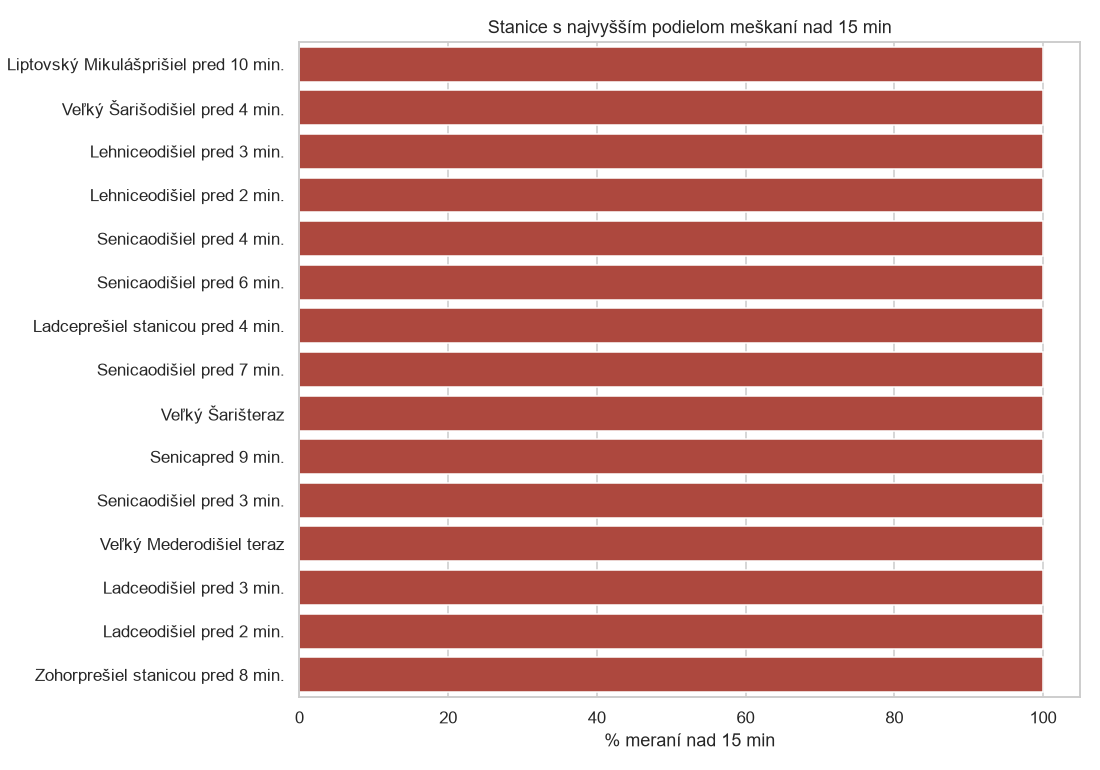 Stanice s najvyšším podielom meškaní nad 15 min
Liptovský Mikulášprišiel pred 10 min.
Veľký Šarišodišiel pred 4 min.
Lehniceodišiel pred 3 min.
Lehniceodišiel pred 2 min.
Senicaodišiel pred 4 min.
Senicaodišiel pred 6 min.
Ladceprešiel stanicou pred 4 min.
Senicaodišiel pred 7 min.
Veľký Šarišteraz
Senicapred 9 min.
Senicaodišiel pred 3 min.
Veľký Mederodišiel teraz
Ladceodišiel pred 3 min.
Ladceodišiel pred 2 min.
Zohorprešiel stanicou pred 8 min.
0 20 40 60 80 100
% meraní nad 15 min